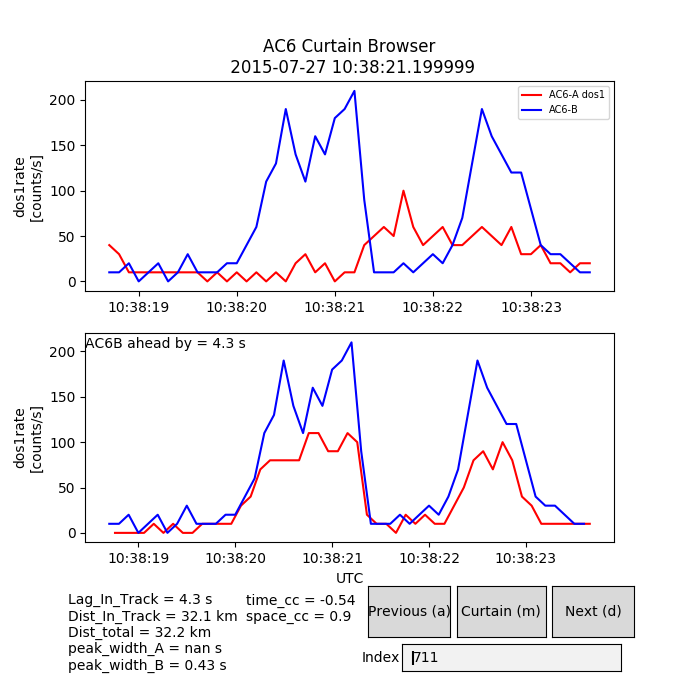 AC6 Curtain Browser
2015-07-27 10:38:21.199999
dos1rate
[counts/s]
200
150
100
50
0
AC6-A dos1
AC6-B
10:38:19 10:38:20 10:38:21 10:38:22 10:38:23
dos1rate
[counts/s]
AC6B ahead by = 4.3 s
200
150
100
50
0
10:38:19 10:38:20 10:38:21 10:38:22 10:38:23
UTC
Lag_In_Track = 4.3 s
Dist_In_Track = 32.1 km
Dist_total = 32.2 km
peak_width_A = nan s
peak_width_B = 0.43 s
time_cc = -0.54
space_cc = 0.9
Previous (a) Curtain (m) Next (d)
Index 711